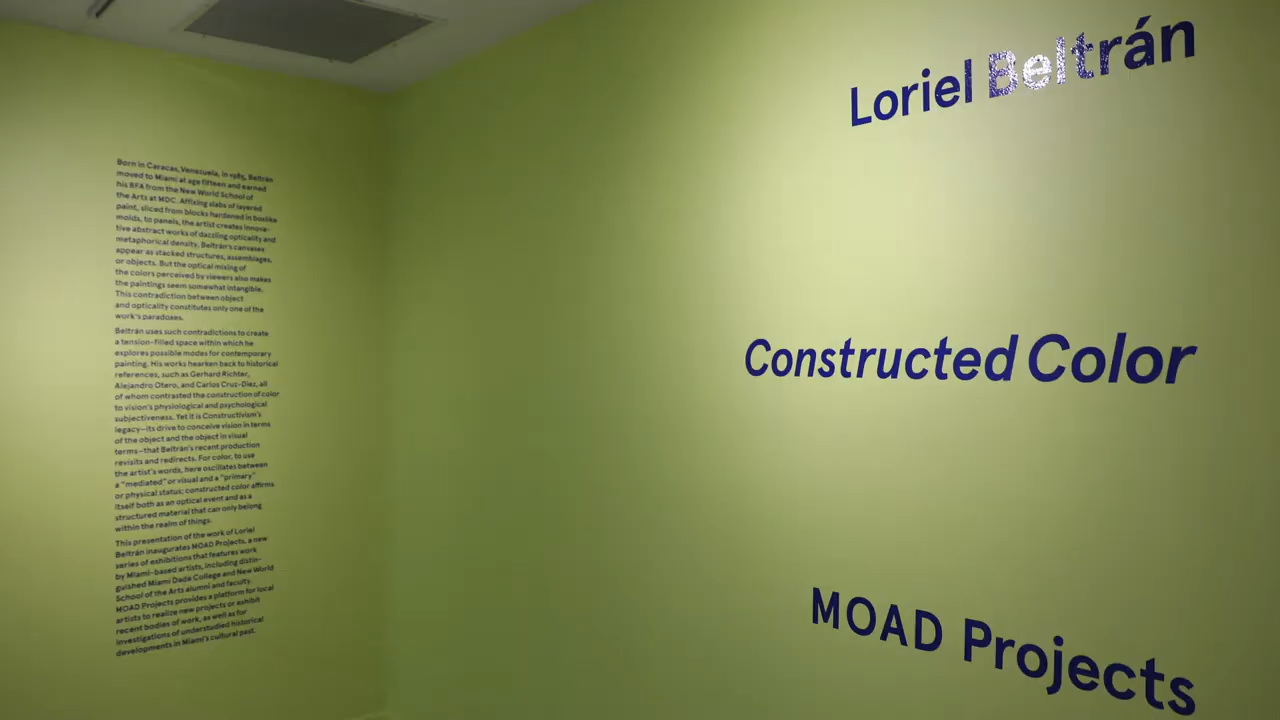 Born in Caracas, Venezuela, in 1985, Beltrán
moved to Miami at age fifteen and earned
his BFA from the New World School of
the Arts at MDC. Affixing slabs of layered
paint, sliced from blocks hardened in boxlike
molds, to panels, the artist creates innova-
tive abstract works of dazzling opticality and
metaphorical density. Beltrán's canvases
appear as stacked structures, assemblages,
or objects. But the optical mixing of
the colors perceived by viewers also makes
the paintings seem somewhat intangible.
This contradiction between object
and opticality constitutes only one of the
work's paradoxes.
Beltrán uses such contradictions to create
a tension-filled space within which he
explores possible modes for contemporary
painting. His works hearken back to historical
references, such as Gerhard Richter,
Alejandro Otero, and Carlos Cruz-Diez, all
of whom contrasted the construction of color
to vision's physiological and psychological
subjectiveness. Yet it is Constructivism's
legacy—its drive to conceive vision in terms
of the object and the object in visual
terms—that Beltrán's recent production
revisits and redirects. For color, to use
the artist's words, here oscillates between
a "mediated" or visual and a "primary"
or physical status; constructed color affirms
itself both as an optical event and as a
structured material that can only belong
within the realm of things.
This presentation of the work of Loriel
Beltrán inaugurates MOAD Projects, a new
series of exhibitions that features work
by Miami-based artists, including distin-
guished Miami Dade College and New World
School of the Arts alumni and faculty.
MOAD Projects provides a platform for local
artists to realize new projects or exhibit
recent bodies of work, as well as for
investigations of understudied historical
developments in Miami's cultural past.
Loriel Beltrán
Constructed Color
MOAD Projects